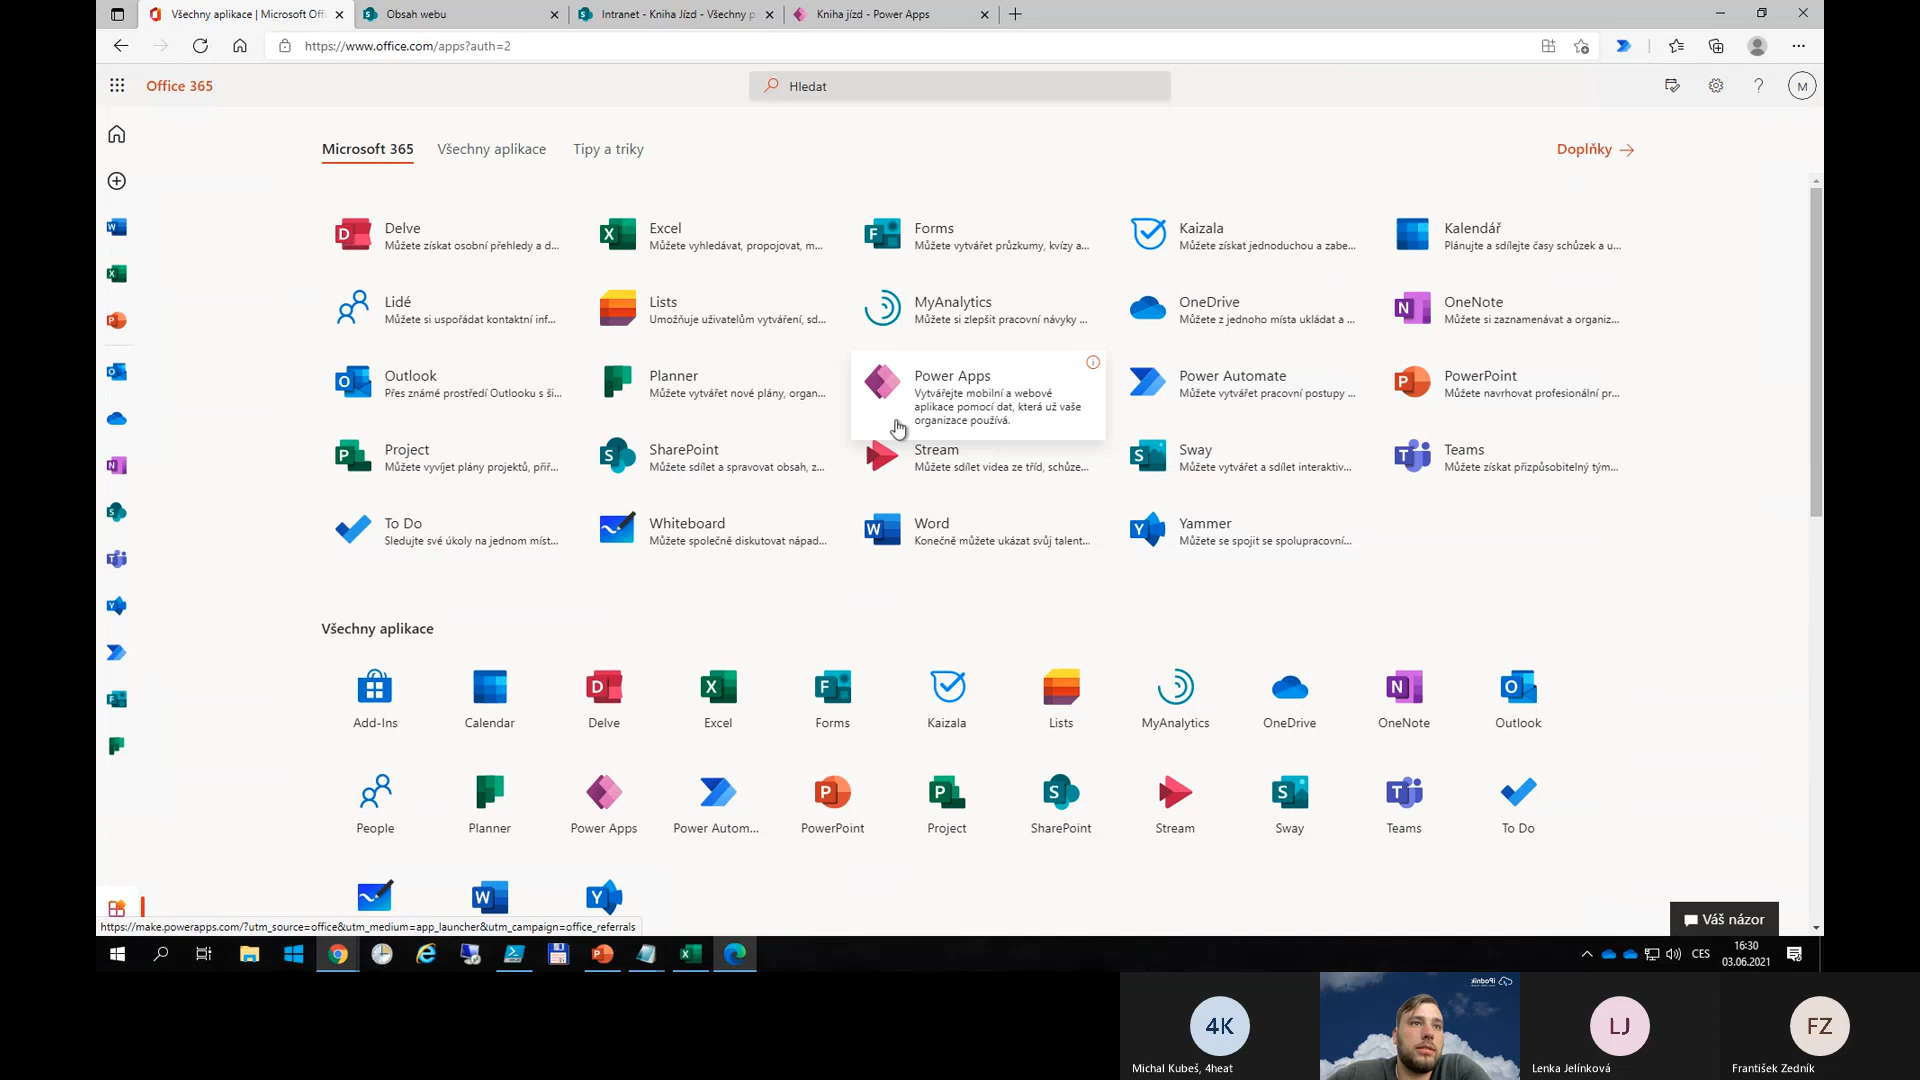 Všechny aplikace | Microsoft Offi
Obsah webu
Intranet - Kniha Jízd - Všechny p
Kniha jízd - Power Apps
https://www.office.com/apps?auth=2
Office 365
Hledat
M
Microsoft 365
Všechny aplikace
Tipy a triky
Doplňky
Delve
Můžete získat osobní přehledy a d...
Excel
Můžete vyhledávat, propojovat, m...
Forms
Můžete vytvářet průzkumy, kvízy a...
Kaizala
Můžete získat jednoduchou a zabe...
Kalendář
Plánujte a sdílejte časy schůzek a u...
Lidé
Můžete si uspořádat kontaktní inf...
Lists
Umožňuje uživatelům vytváření, sd...
MyAnalytics
Můžete si zlepšit pracovní návyky ...
OneDrive
Můžete z jednoho místa ukládat a ...
OneNote
Můžete si zaznamenávat a organiz...
Outlook
Přes známé prostředí Outlooku s ši...
Planner
Můžete vytvářet nové plány, organ...
Power Apps
Vytvářejte mobilní a webové
aplikace pomocí dat, která už vaše
organizace používá.
Power Automate
Můžete vytvářet pracovní postupy ...
PowerPoint
Můžete navrhovat profesionální pr...
Project
Můžete vyvíjet plány projektů, přiř...
SharePoint
Můžete sdílet a spravovat obsah, z...
Stream
Můžete sdílet videa ze tříd, schůze...
Sway
Můžete vytvářet a sdílet interaktiv...
Teams
Můžete získat přizpůsobitelný tým...
To Do
Sledujte své úkoly na jednom míst...
Whiteboard
Můžete společně diskutovat nápad...
Word
Konečně můžete ukázat svůj talent...
Yammer
Můžete se spojit se spolupracovní...
Všechny aplikace
Add-Ins
Calendar
Delve
Excel
Forms
Kaizala
Lists
MyAnalytics
OneDrive
OneNote
Outlook
People
Planner
Power Apps
Power Autom...
PowerPoint
Project
SharePoint
Stream
Sway
Teams
To Do
Váš názor
https://make.powerapps.com/?utm_source=office&utm_medium=app_launcher&utm_campaign=office_referrals
CES
16:30
03.06.2021
4K
Michal Kubeš, 4heat
LJ
Lenka Jelínková
FZ
František Zedník